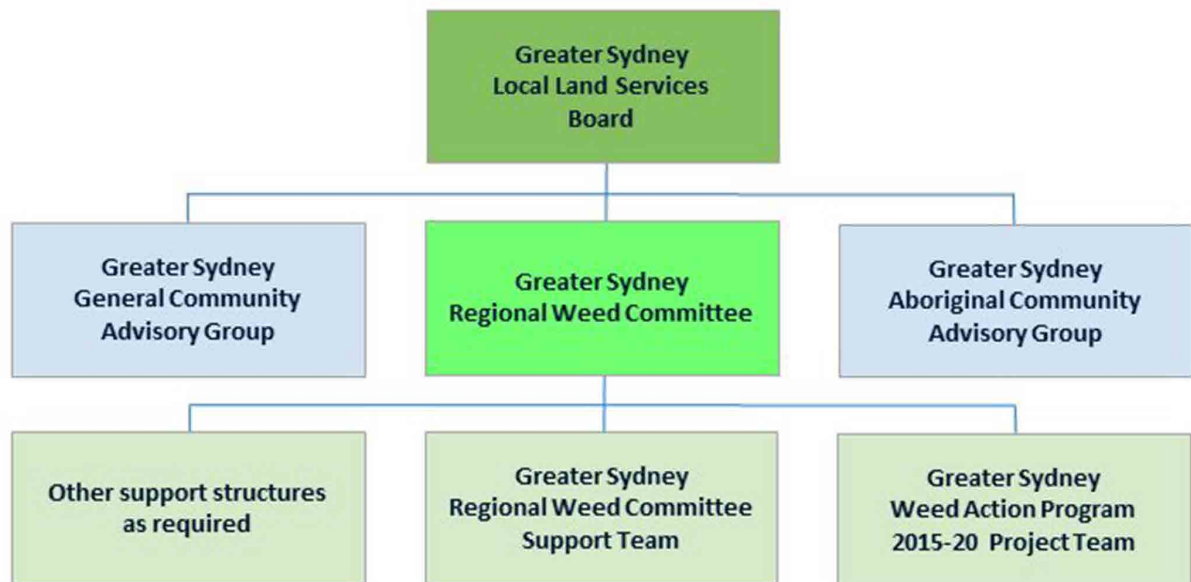 Greater Sydney
Local Land Services
Board
Greater Sydney
General Community
Advisory Group
Greater Sydney
Regional Weed Committee
Greater Sydney
Aboriginal Community
Advisory Group
Other support structures
as required
Greater Sydney
Regional Weed Committee
Support Team
Greater Sydney
Weed Action Program
2015-20 Project Team